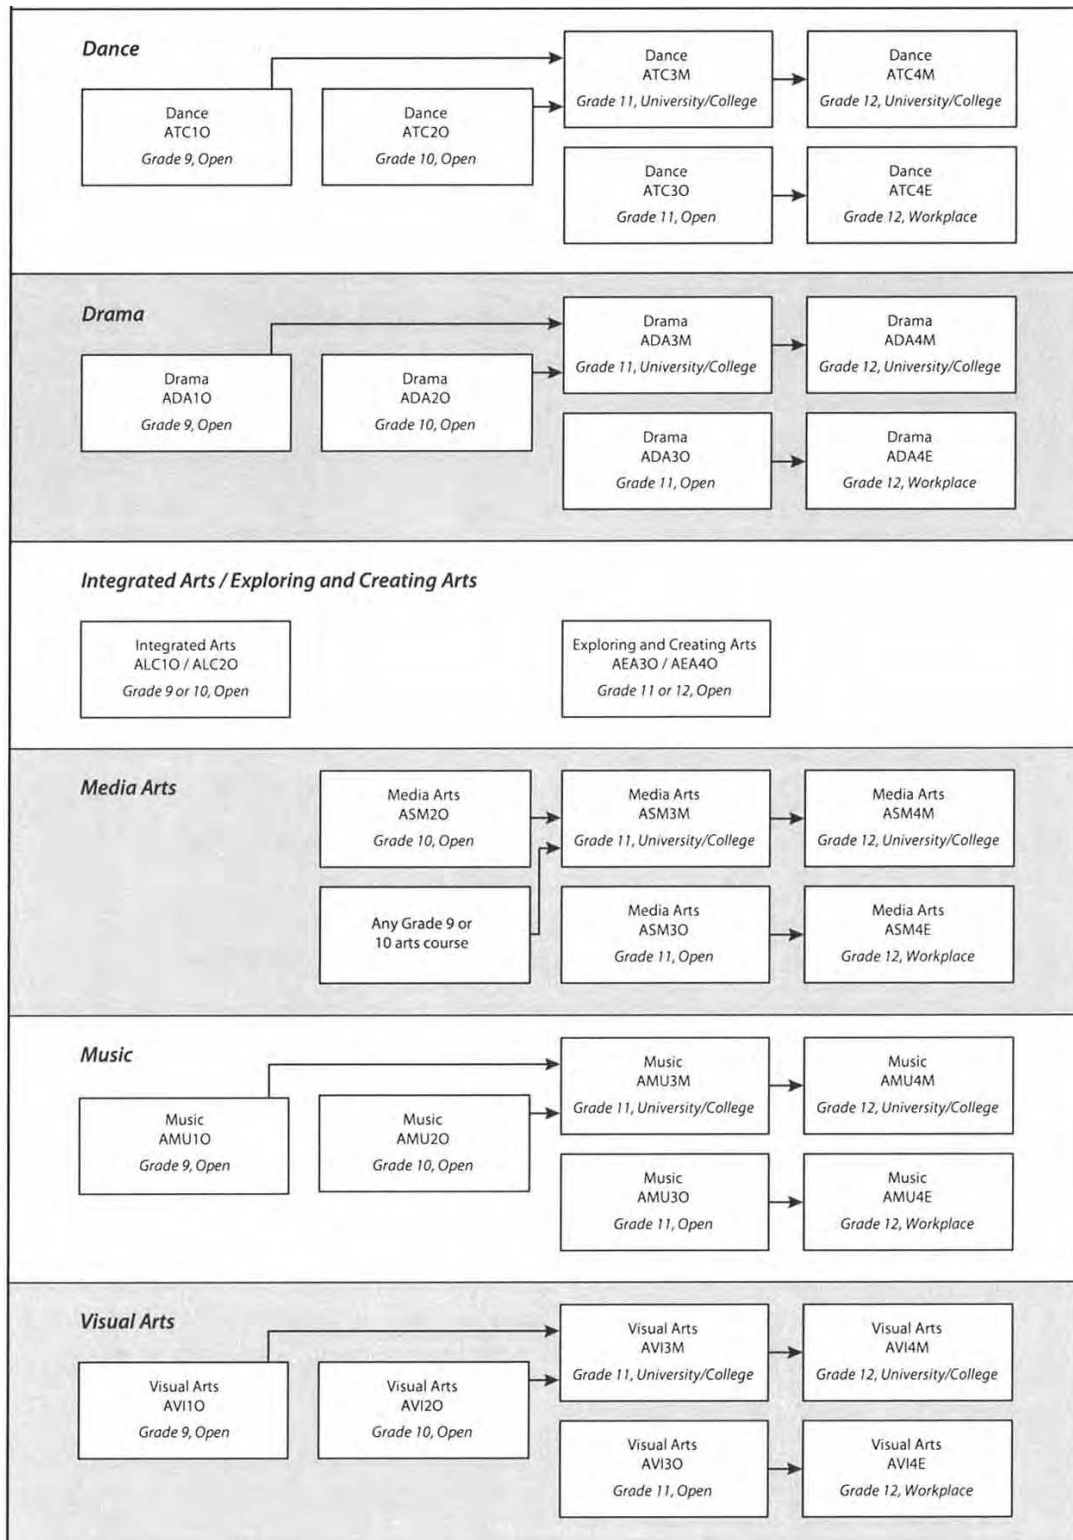 Dance
Dance
ATC1O
Grade 9, Open
Dance
ATC2O
Grade 10, Open
Dance
ATC3M
Grade 11, University/College
Dance
ATC4M
Grade 12, University/College
Dance
ATC3O
Grade 11, Open
Dance
ATC4E
Grade 12, Workplace
Drama
Drama
ADA1O
Grade 9, Open
Drama
ADA2O
Grade 10, Open
Drama
ADA3M
Grade 11, University/College
Drama
ADA4M
Grade 12, University/College
Drama
ADA3O
Grade 11, Open
Drama
ADA4E
Grade 12, Workplace
Integrated Arts / Exploring and Creating Arts
Integrated Arts
ALC1O / ALC2O
Grade 9 or 10, Open
Exploring and Creating Arts
AEA3O / AEA4O
Grade 11 or 12, Open
Media Arts
Media Arts
ASM2O
Grade 10, Open
Media Arts
ASM3M
Grade 11, University/College
Media Arts
ASM4M
Grade 12, University/College
Any Grade 9 or
10 arts course
Media Arts
ASM3O
Grade 11, Open
Media Arts
ASM4E
Grade 12, Workplace
Music
Music
AMU1O
Grade 9, Open
Music
AMU2O
Grade 10, Open
Music
AMU3M
Grade 11, University/College
Music
AMU4M
Grade 12, University/College
Music
AMU3O
Grade 11, Open
Music
AMU4E
Grade 12, Workplace
Visual Arts
Visual Arts
AVI1O
Grade 9, Open
Visual Arts
AVI2O
Grade 10, Open
Visual Arts
AVI3M
Grade 11, University/College
Visual Arts
AVI4M
Grade 12, University/College
Visual Arts
AVI3O
Grade 11, Open
Visual Arts
AVI4E
Grade 12, Workplace